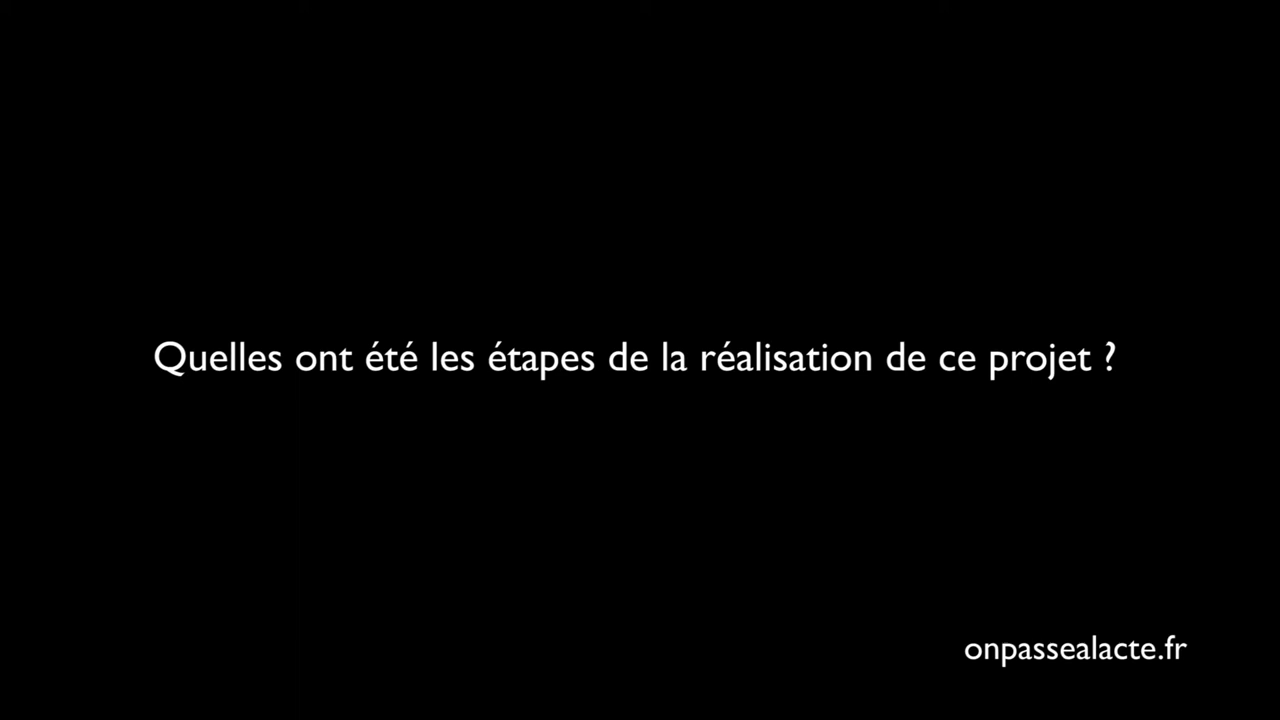 Quelles ont été les étapes de la réalisation de ce projet ?
onpassealacte.fr